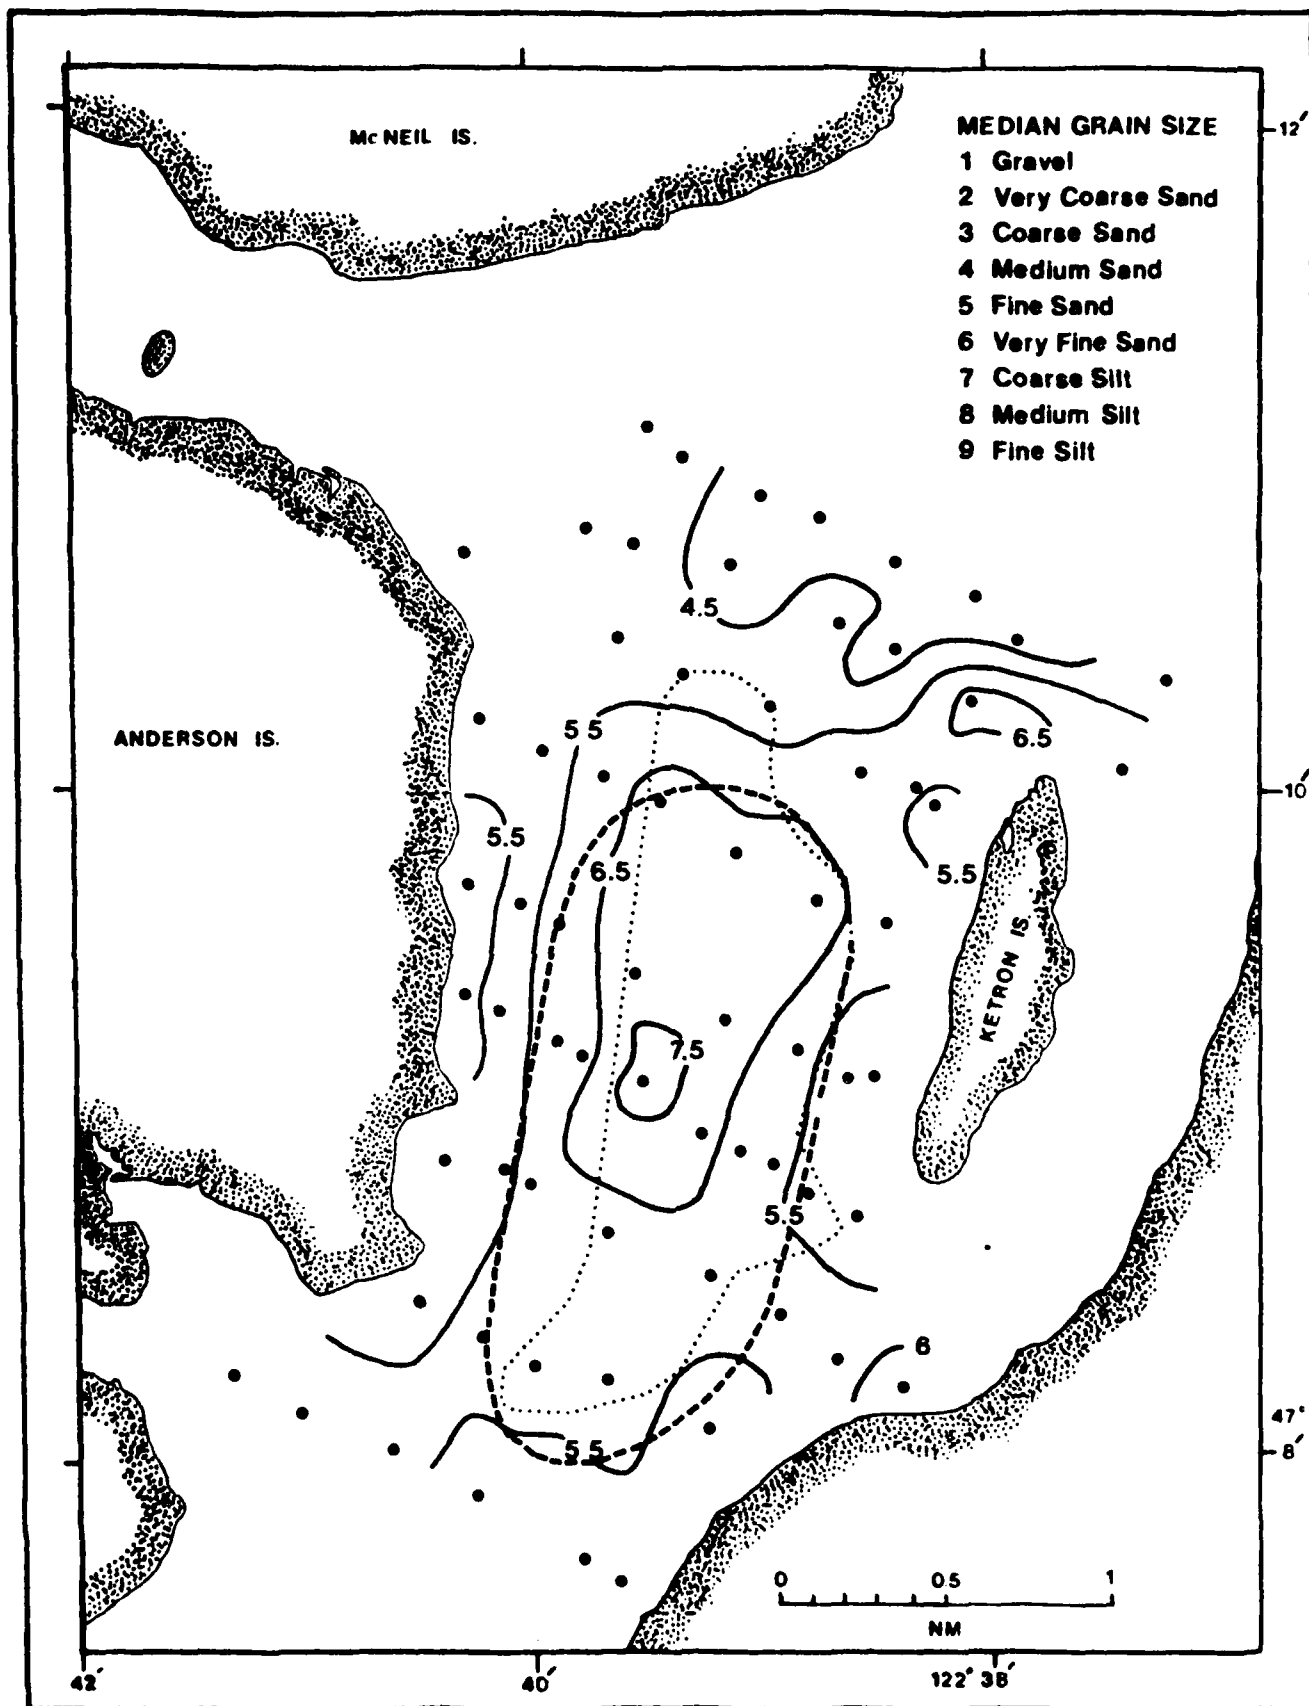 McNEIL IS.
MEDIAN GRAIN SIZE
1 Gravel
2 Very Coarse Sand
3 Coarse Sand
4 Medium Sand
5 Fine Sand
6 Very Fine Sand
7 Coarse Silt
8 Medium Silt
9 Fine Silt
12'
4.5
ANDERSON IS.
5 5
6.5
10'
5.5
6.5
5.5
KETRON IS.
7.5
5.5
6
47°
8'
5.5
0 0.5 1
NM
42' 40' 122° 38'